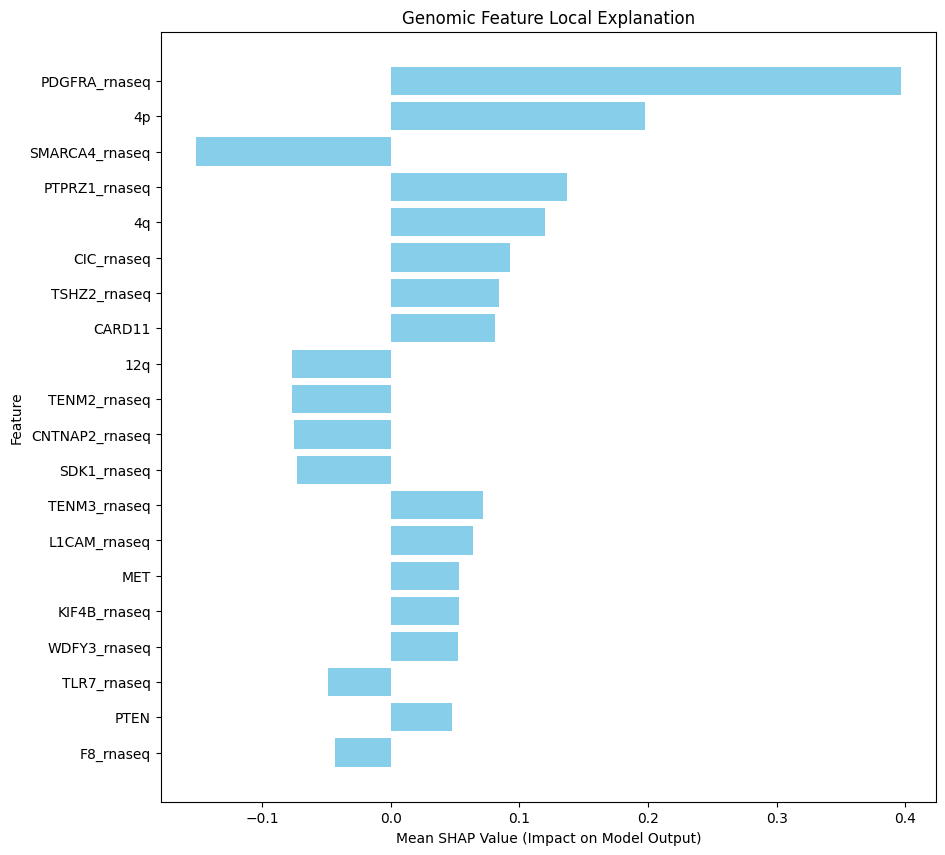 Genomic Feature Local Explanation
PDGFRA_rnaseq
4p
SMARCA4_rnaseq
PTPRZ1_rnaseq
4q
CIC_rnaseq
TSHZ2_rnaseq
CARD11
12q
TENM2_rnaseq
CNTNAP2_rnaseq
SDK1_rnaseq
TENM3_rnaseq
L1CAM_rnaseq
MET
KIF4B_rnaseq
WDFY3_rnaseq
TLR7_rnaseq
PTEN
F8_rnaseq
Feature
−0.1 0.0 0.1 0.2 0.3 0.4
Mean SHAP Value (Impact on Model Output)